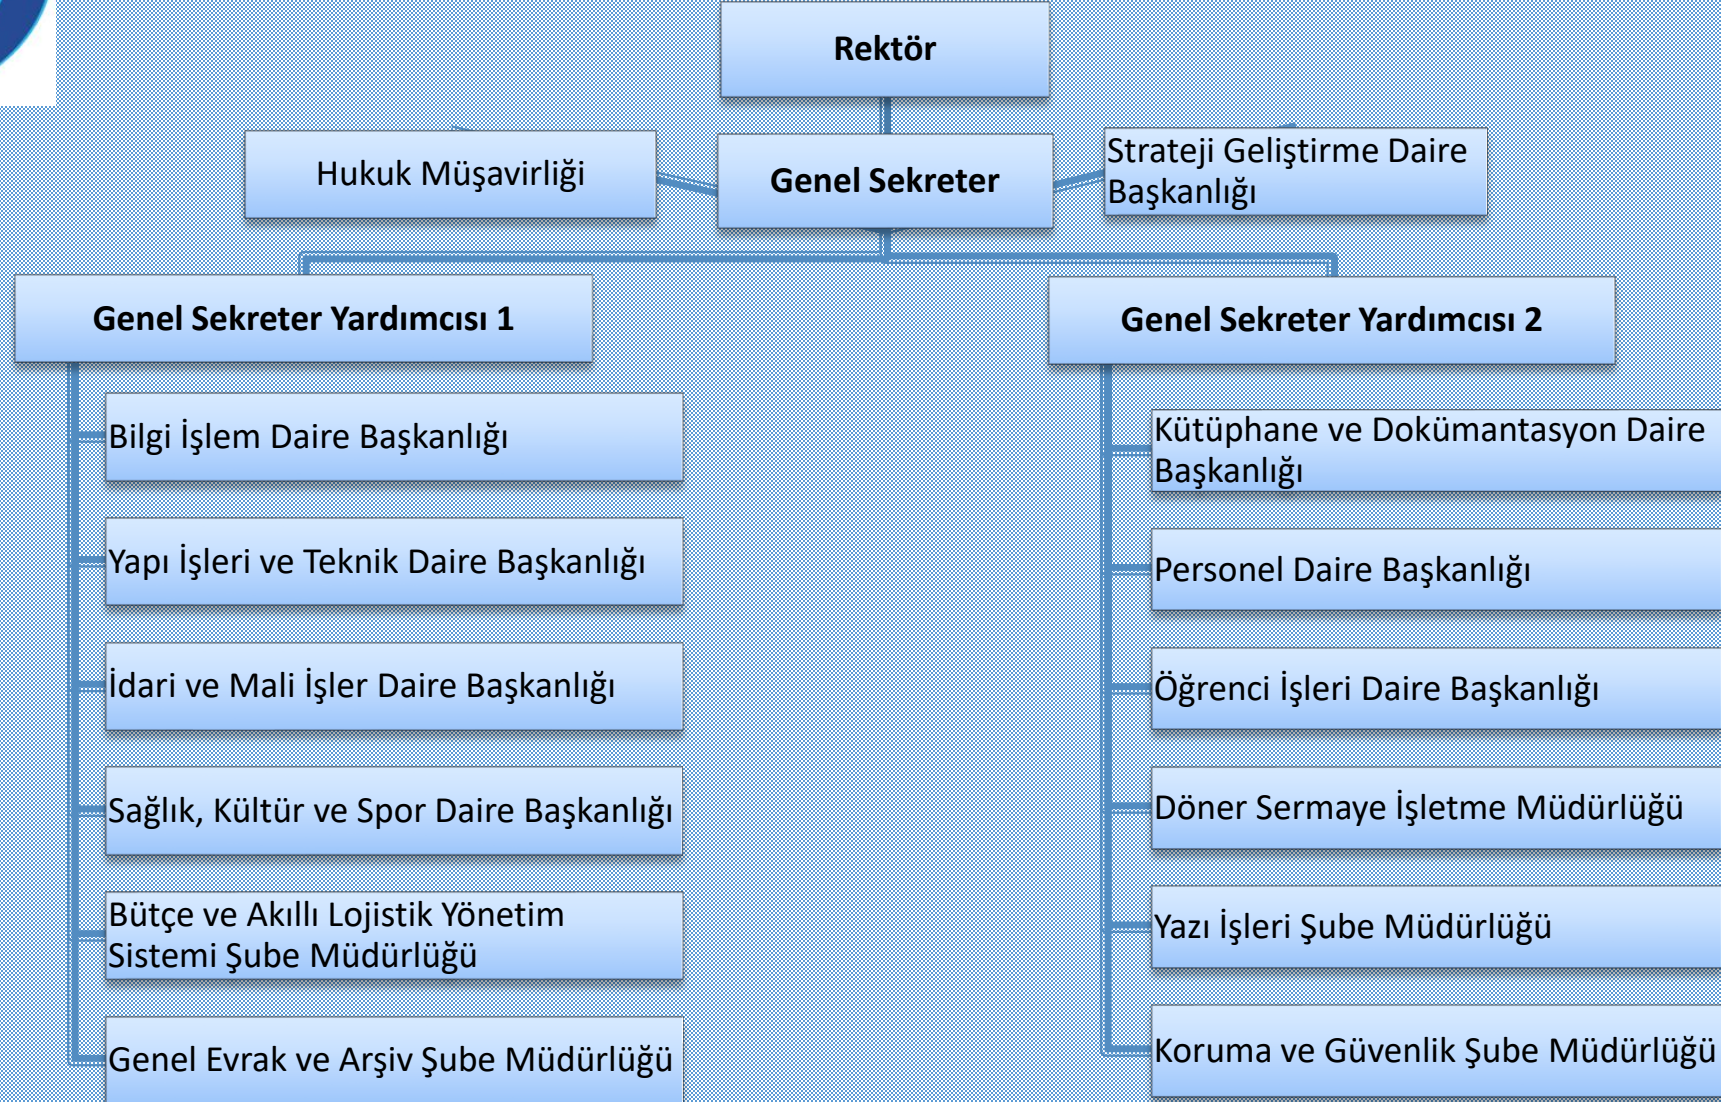 Rektör
Hukuk Müşavirliği
Genel Sekreter
Strateji Geliştirme Daire
Başkanlığı
Genel Sekreter Yardımcısı 1
Bilgi İşlem Daire Başkanlığı
Yapı İşleri ve Teknik Daire Başkanlığı
İdari ve Mali İşler Daire Başkanlığı
Sağlık, Kültür ve Spor Daire Başkanlığı
Bütçe ve Akıllı Lojistik Yönetim
Sistemi Şube Müdürlüğü
Genel Evrak ve Arşiv Şube Müdürlüğü
Genel Sekreter Yardımcısı 2
Kütüphane ve Dokümantasyon Daire
Başkanlığı
Personel Daire Başkanlığı
Öğrenci İşleri Daire Başkanlığı
Döner Sermaye İşletme Müdürlüğü
Yazı İşleri Şube Müdürlüğü
Koruma ve Güvenlik Şube Müdürlüğü